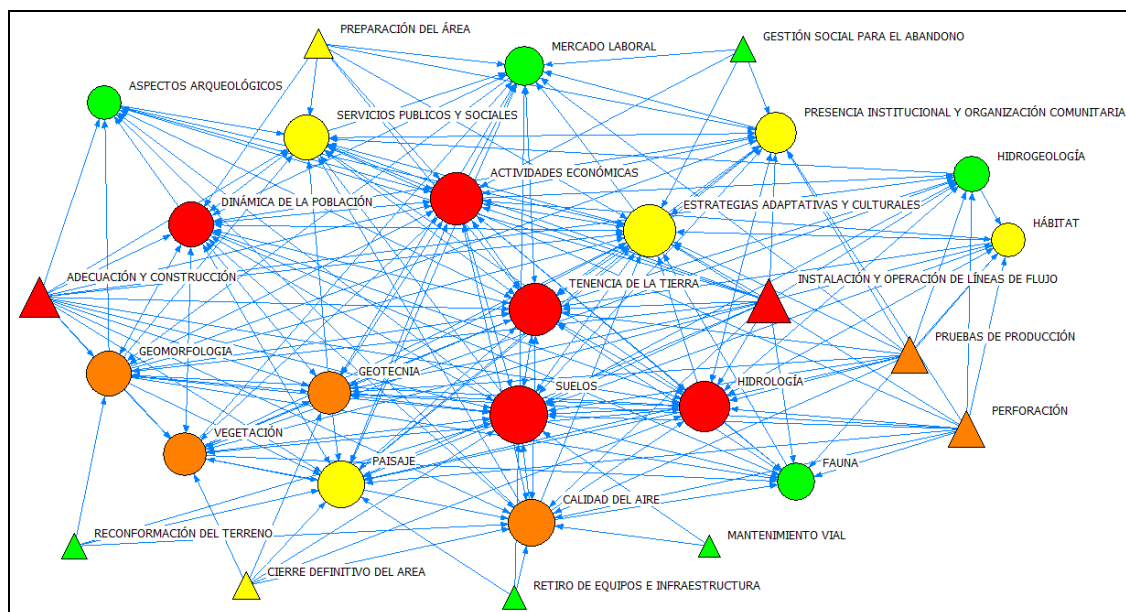 PREPARACIÓN DEL ÁREA
GESTIÓN SOCIAL PARA EL ABANDONO
MERCADO LABORAL
ASPECTOS ARQUEOLÓGICOS
SERVICIOS PUBLICOS Y SOCIALES
PRESENCIA INSTITUCIONAL Y ORGANIZACIÓN COMUNITARIA
HIDROGEOLOGÍA
ACTIVIDADES ECONÓMICAS
DINÁMICA DE LA POBLACIÓN
ESTRATEGIAS ADAPTATIVAS Y CULTURALES
HÁBITAT
ADECUACIÓN Y CONSTRUCCIÓN
TENENCIA DE LA TIERRA
INSTALACIÓN Y OPERACIÓN DE LÍNEAS DE FLUJO
PRUEBAS DE PRODUCCIÓN
GEOMORFOLOGIA
GEOTECNIA
SUELOS
HIDROLOGÍA
PERFORACIÓN
VEGETACIÓN
PAISAJE
FAUNA
CALIDAD DEL AIRE
RECONFORMACIÓN DEL TERRENO
MANTENIMIENTO VIAL
CIERRE DEFINITIVO DEL AREA
RETIRO DE EQUIPOS E INFRAESTRUCTURA